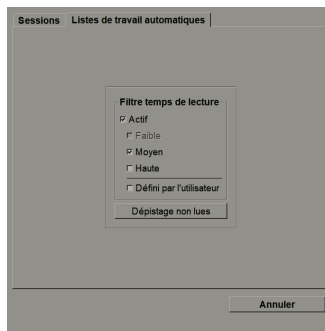 Sessions
Listes de travail automatiques
Filtre temps de lecture
Actif
Faible
Moyen
Haute
Défini par l'utilisateur
Dépistage non lues
Annuler